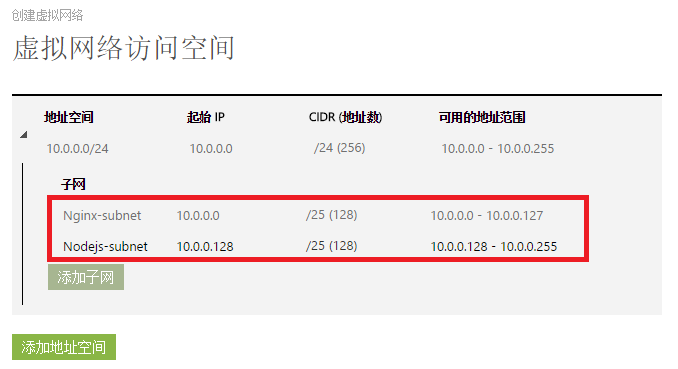 创建虚拟网络
虚拟网络访问空间
地址空间 起始 IP CIDR (地址数) 可用的地址范围
10.0.0.0/24 10.0.0.0 /24 (256) 10.0.0.0 - 10.0.0.255
子网
Nginx-subnet 10.0.0.0 /25 (128) 10.0.0.0 - 10.0.0.127
Nodejs-subnet 10.0.0.128 /25 (128) 10.0.0.128 - 10.0.0.255
添加子网
添加地址空间